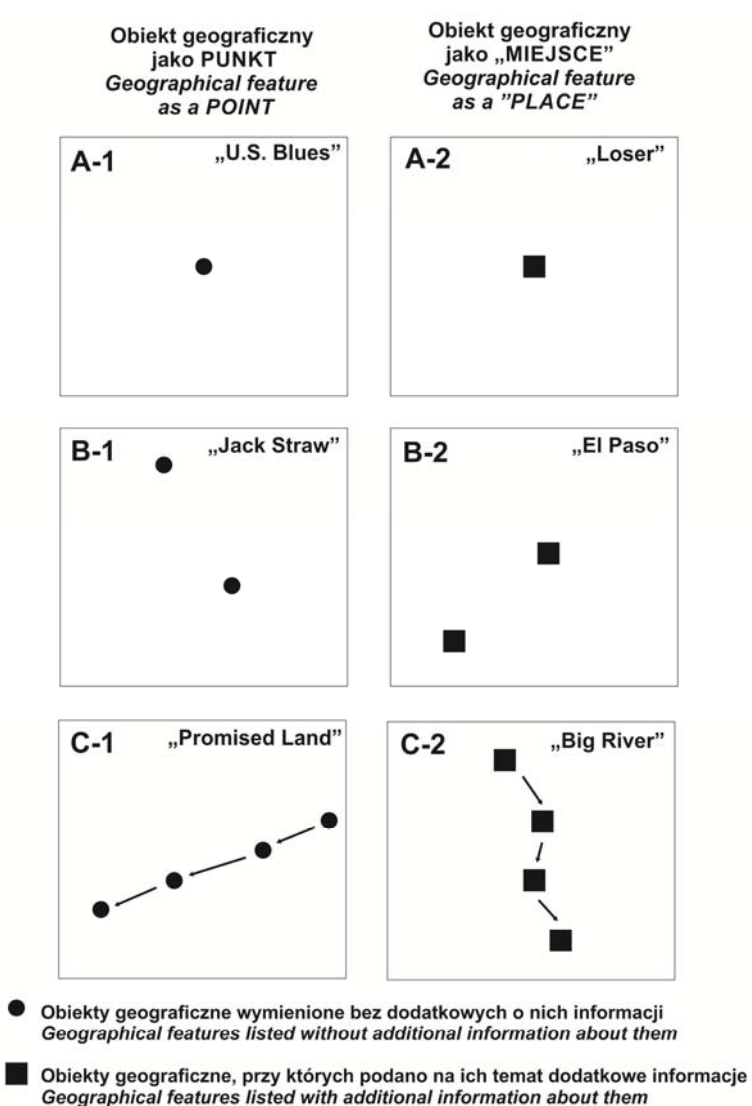 Obiekt geograficzny
jako PUNKT
Geographical feature
as a POINT
Obiekt geograficzny
jako „MIEJSCE”
Geographical feature
as a ”PLACE”
A-1
„U.S. Blues”
A-2
„Loser”
B-1
„Jack Straw”
B-2
„El Paso”
C-1
„Promised Land”
C-2
„Big River”
Obiekty geograficzne wymienione bez dodatkowych o nich informacji
Geographical features listed without additional information about them
Obiekty geograficzne, przy których podano na ich temat dodatkowe informacje
Geographical features listed with additional information about them